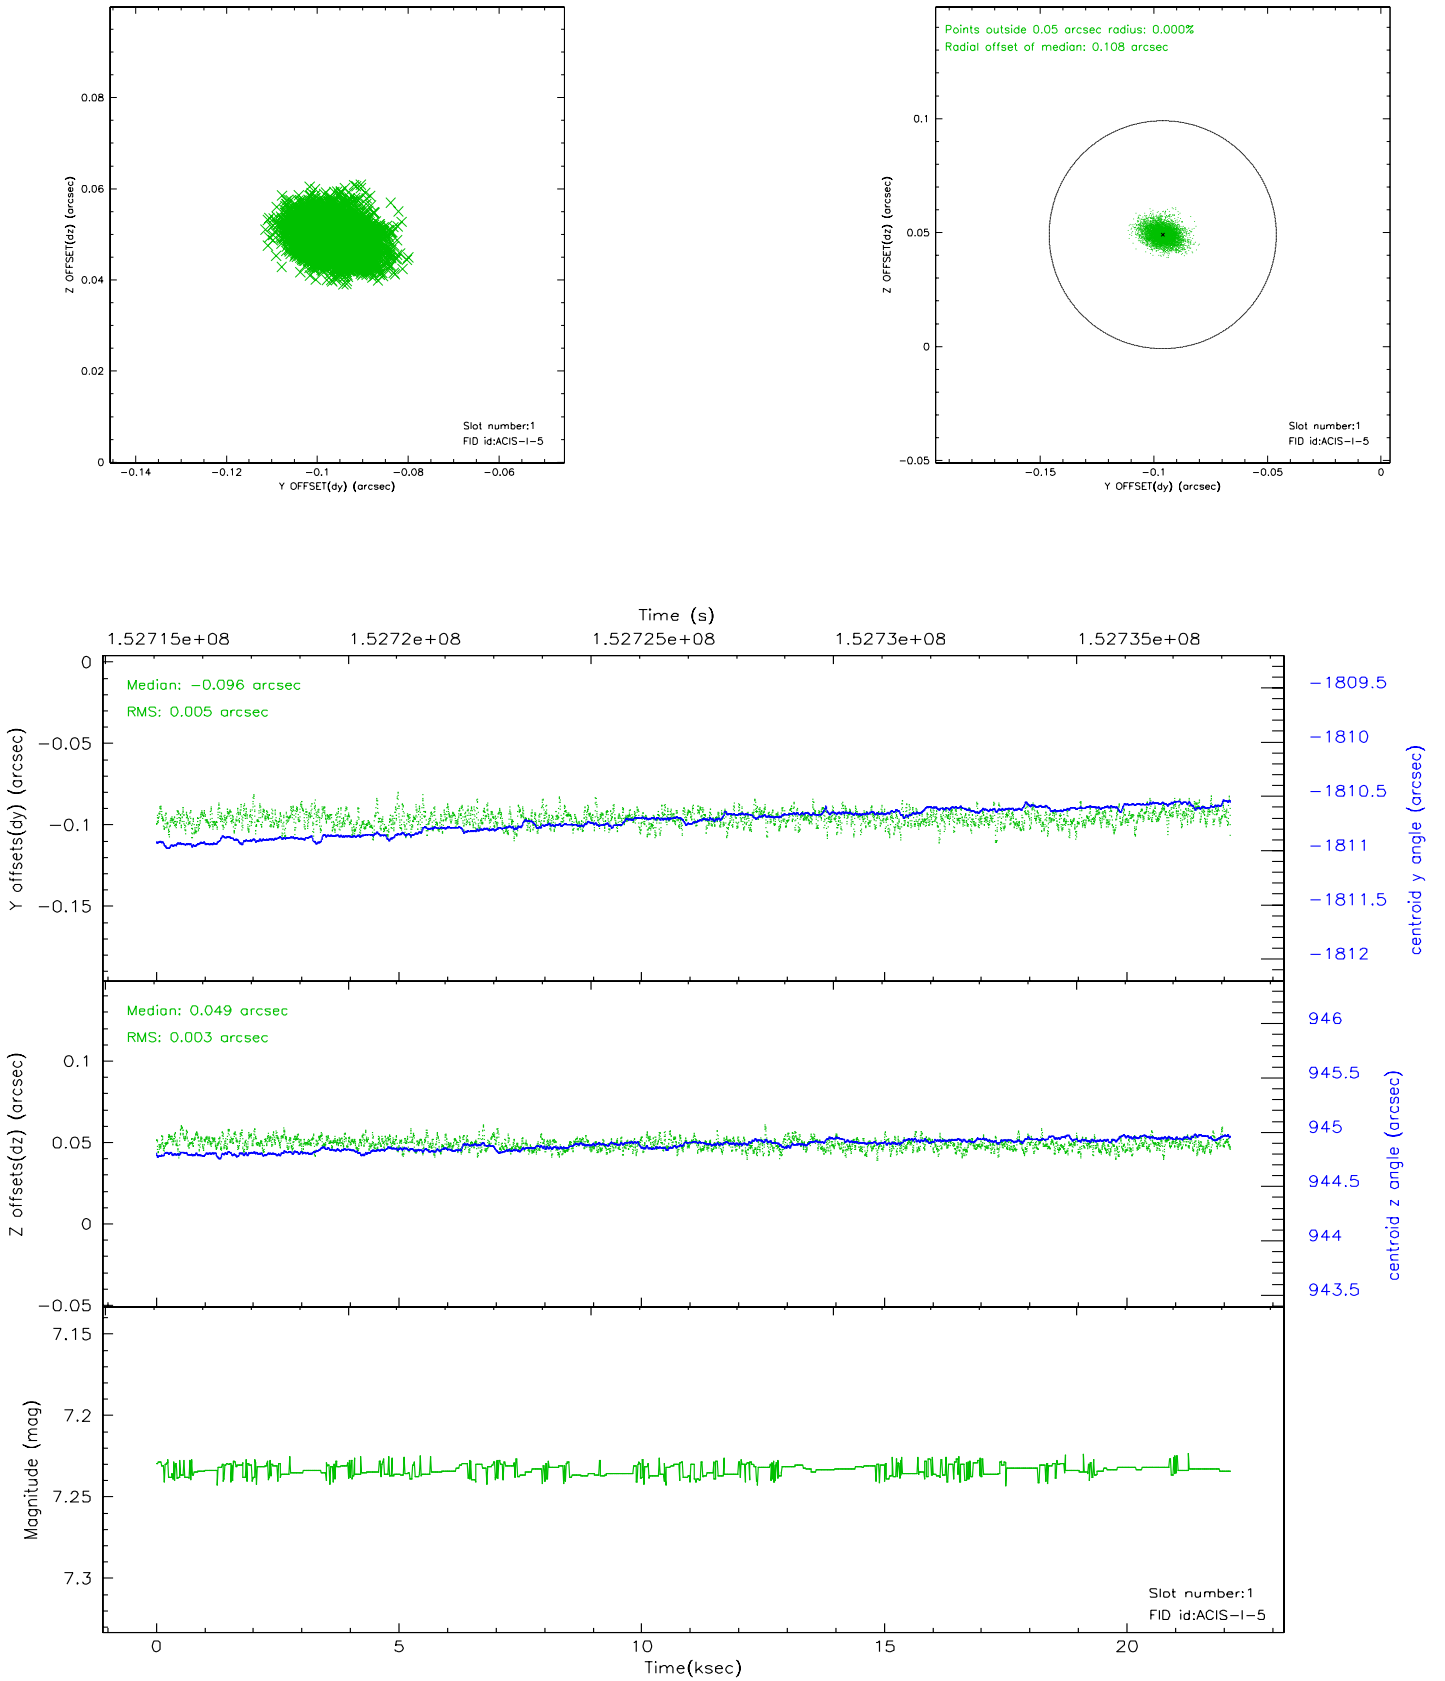 0.08
0.06
0.04
0.02
0
Z OFFSET(dz) (arcsec)
Slot number:1
FID id:ACIS-I-5
-0.14 -0.12 -0.1 -0.08 -0.06
Y OFFSET(dy) (arcsec)
Points outside 0.05 arcsec radius: 0.000%
Radial offset of median: 0.108 arcsec
0.1
0.05
0
-0.05
Z OFFSET(dz) (arcsec)
Slot number:1
FID id:ACIS-I-5
-0.15 -0.1 -0.05 0
Y OFFSET(dy) (arcsec)
Time (s)
1.52715e+08 1.5272e+08 1.52725e+08 1.5273e+08 1.52735e+08
Median: -0.096 arcsec
RMS: 0.005 arcsec
0
-0.05
-0.1
-0.15
Y offsets(dy) (arcsec)
-1809.5
-1810
-1810.5
-1811
-1811.5
-1812
centroid y angle (arcsec)
Median: 0.049 arcsec
RMS: 0.003 arcsec
0.1
0.05
0
-0.05
Z offsets(dz) (arcsec)
946
945.5
945
944.5
944
943.5
centroid z angle (arcsec)
7.15
7.2
7.25
7.3
Magnitude (mag)
Slot number:1
FID id:ACIS-I-5
0 5 10 15 20
Time(ksec)